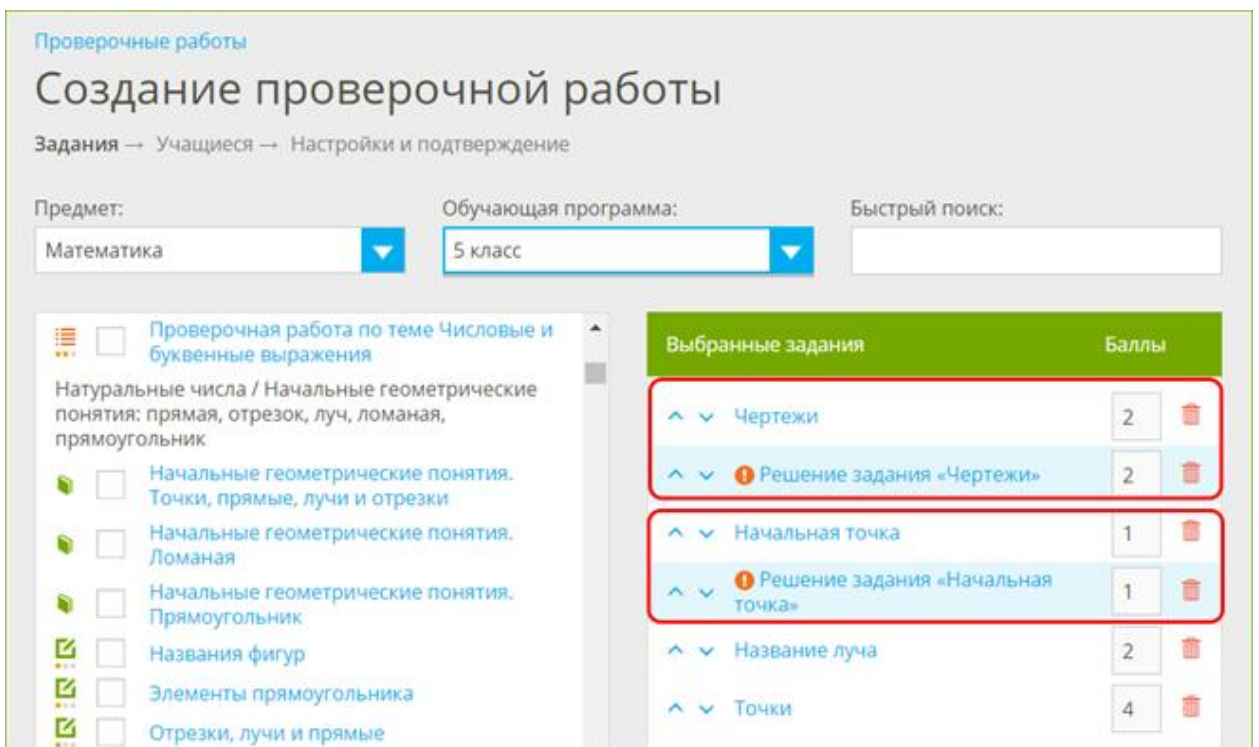 Проверочные работы
Создание проверочной работы
Задания → Учащиеся → Настройки и подтверждение
Предмет:
Обучающая программа:
Быстрый поиск:
Математика
5 класс
Проверочная работа по теме Числовые и
буквенные выражения
Натуральные числа / Начальные геометрические
понятия: прямая, отрезок, луч, ломаная,
прямоугольник
Начальные геометрические понятия.
Точки, прямые, лучи и отрезки
Начальные геометрические понятия.
Ломаная
Начальные геометрические понятия.
Прямоугольник
Названия фигур
Элементы прямоугольника
Отрезки, лучи и прямые
Выбранные задания Баллы
Чертежи 2
Решение задания «Чертежи» 2
Начальная точка 1
Решение задания «Начальная
точка» 1
Название луча 2
Точки 4